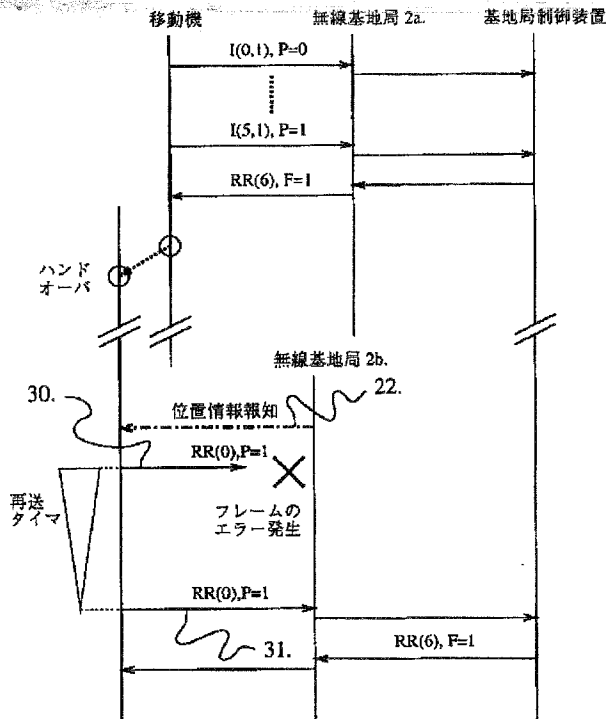 移動機
無線基地局 2a.
基地局制御装置
I(0,1), P=0
I(5,1), P=1
RR(6), F=1
ハンド
オーバ
無線基地局 2b.
30.
位置情報報知
22.
RR(0),P=1
再送
タイマ
フレームの
エラー発生
RR(0),P=1
31.
RR(6), F=1